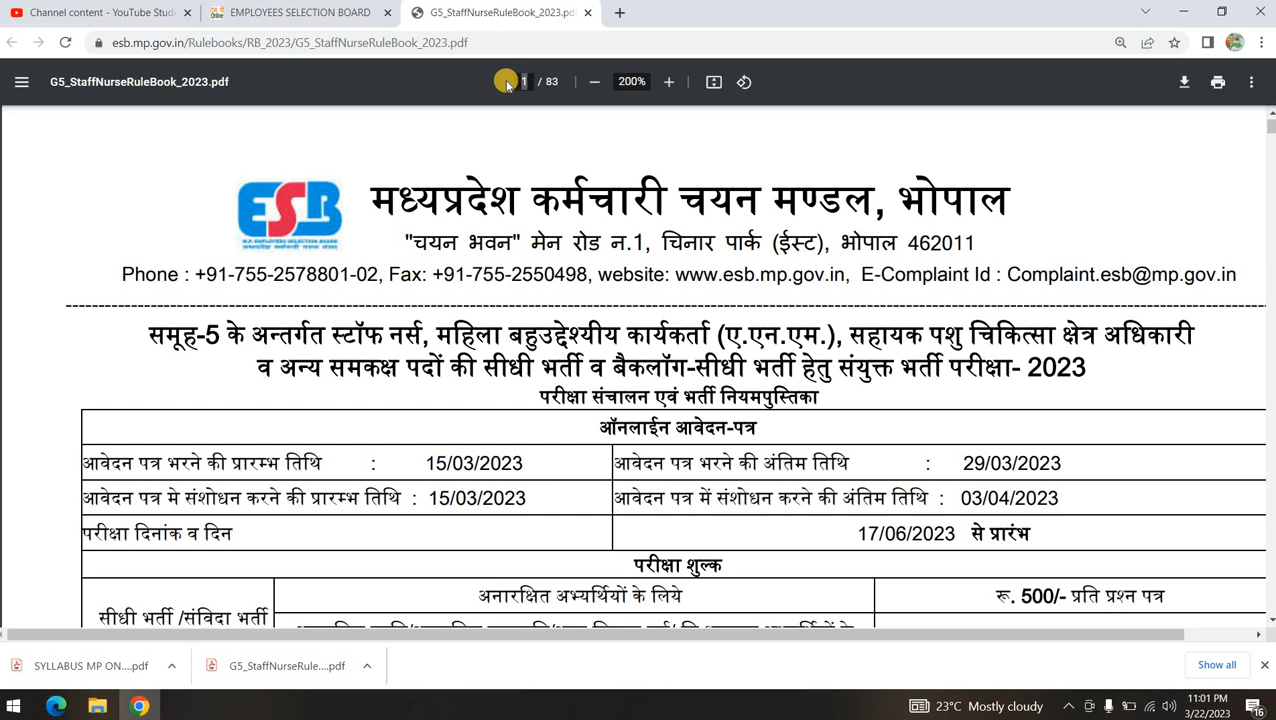 Channel content - YouTube Stud
EMPLOYEES SELECTION BOARD
G5_StaffNurseRuleBook_2023.pdf
esb.mp.gov.in/Rulebooks/RB_2023/G5_StaffNurseRuleBook_2023.pdf
G5_StaffNurseRuleBook_2023.pdf
1 / 83
200%
ESB
M.P. EMPLOYEES SELECTION BOARD
मध्यप्रदेश कर्मचारी चयन मण्डल, भोपाल
"चयन भवन" मेन रोड न.1, चिनार पार्क (ईस्ट), भोपाल 462011
Phone : +91-755-2578801-02, Fax: +91-755-2550498, website: www.esb.mp.gov.in, E-Complaint Id : Complaint.esb@mp.gov.in
समूह-5 के अन्तर्गत स्टॉफ नर्स, महिला बहुउद्देश्यीय कार्यकर्ता (ए.एन.एम.), सहायक पशु चिकित्सा क्षेत्र अधिकारी
व अन्य समकक्ष पदों की सीधी भर्ती व बैकलॉग-सीधी भर्ती हेतु संयुक्त भर्ती परीक्षा- 2023
परीक्षा संचालन एवं भर्ती नियमपुस्तिका
ऑनलाईन आवेदन-पत्र
आवेदन पत्र भरने की प्रारम्भ तिथि : 15/03/2023 आवेदन पत्र भरने की अंतिम तिथि : 29/03/2023
आवेदन पत्र मे संशोधन करने की प्रारम्भ तिथि : 15/03/2023 आवेदन पत्र में संशोधन करने की अंतिम तिथि : 03/04/2023
परीक्षा दिनांक व दिन 17/06/2023 से प्रारंभ
परीक्षा शुल्क
अनारक्षित अभ्यर्थियों के लिये रू. 500/- प्रति प्रश्न पत्र
सीधी भर्ती /संविदा भर्ती
SYLLABUS MP ON....pdf
G5_StaffNurseRule....pdf
Show all
23°C Mostly cloudy
11:01 PM
3/22/2023
16